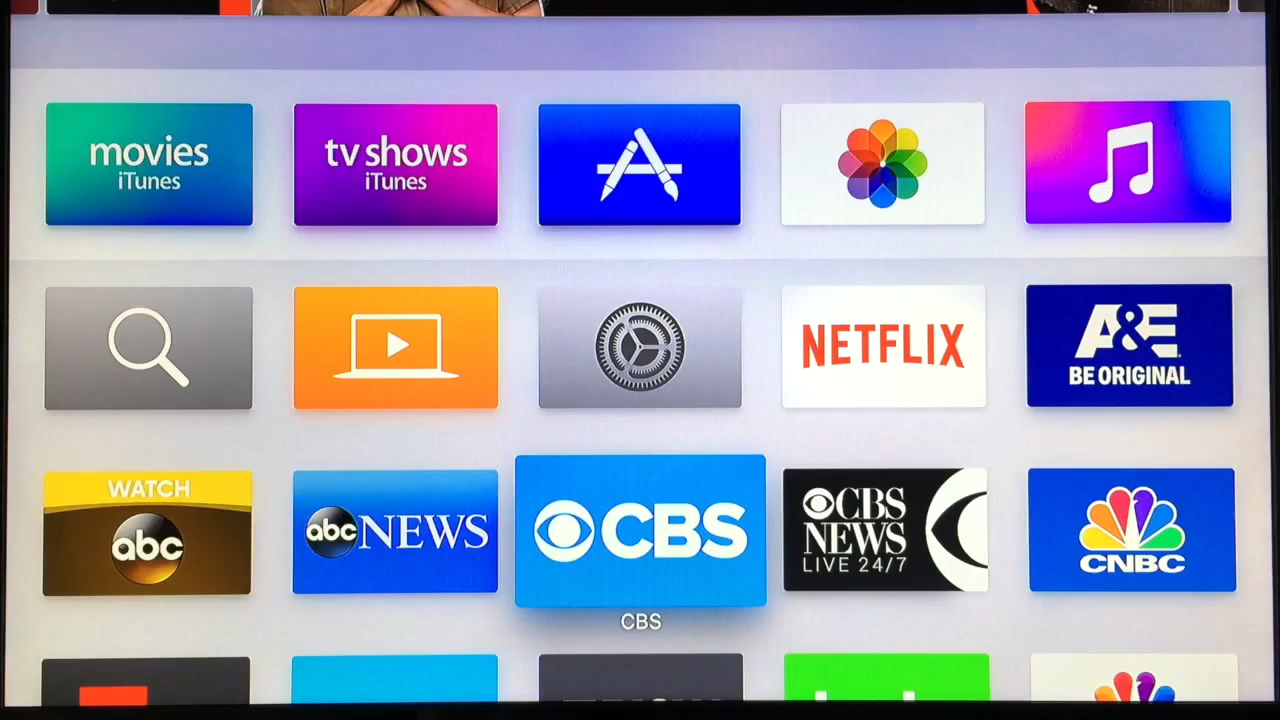 movies
iTunes
tv shows
iTunes
NETFLIX
A&E
BE ORIGINAL
WATCH
abc
abc NEWS
CBS
CBS
NEWS
LIVE 24/7
CNBC
CBS